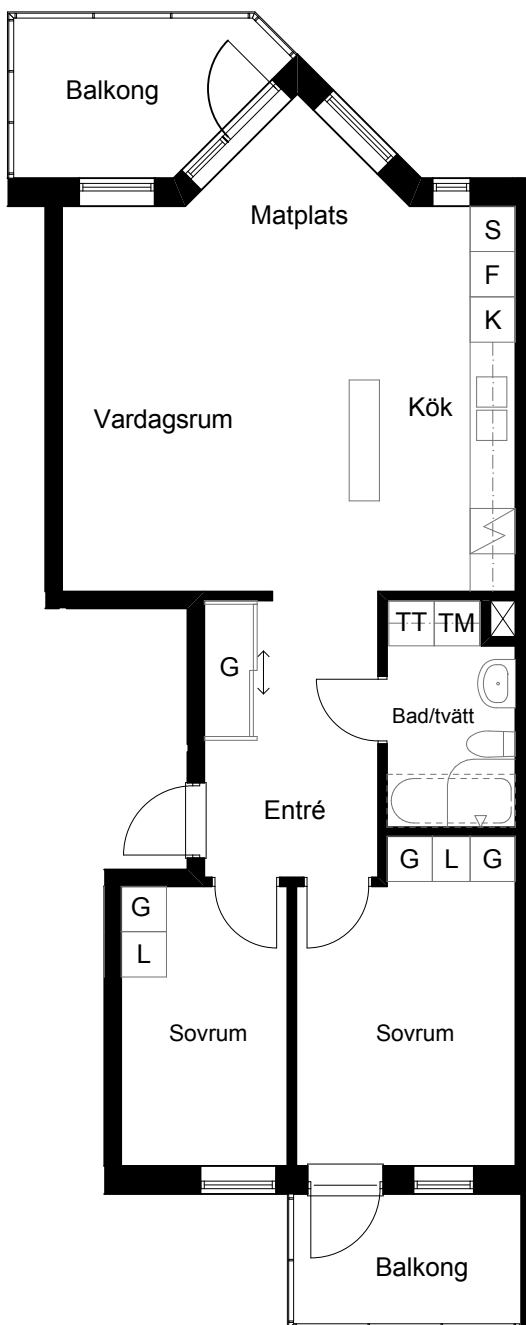 Balkong
Matplats
S
F
K
Kök
Vardagsrum
TT TM
G
Bad/tvätt
Entré
G L G
G
L
Sovrum
Sovrum
Balkong